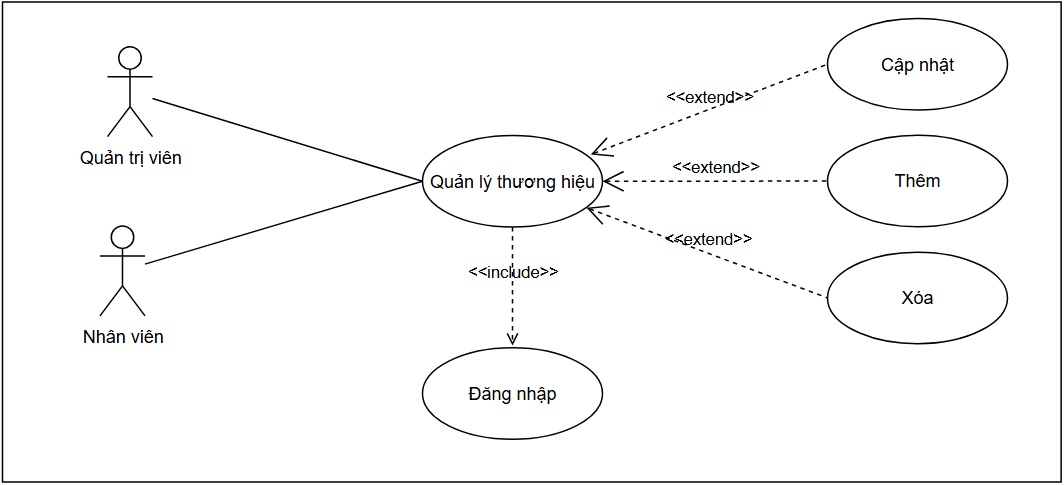 Quản trị viên
Nhân viên
Quản lý thương hiệu
<<extend>>
<<extend>>
<<extend>>
<<include>>
Cập nhật
Thêm
Xóa
Đăng nhập